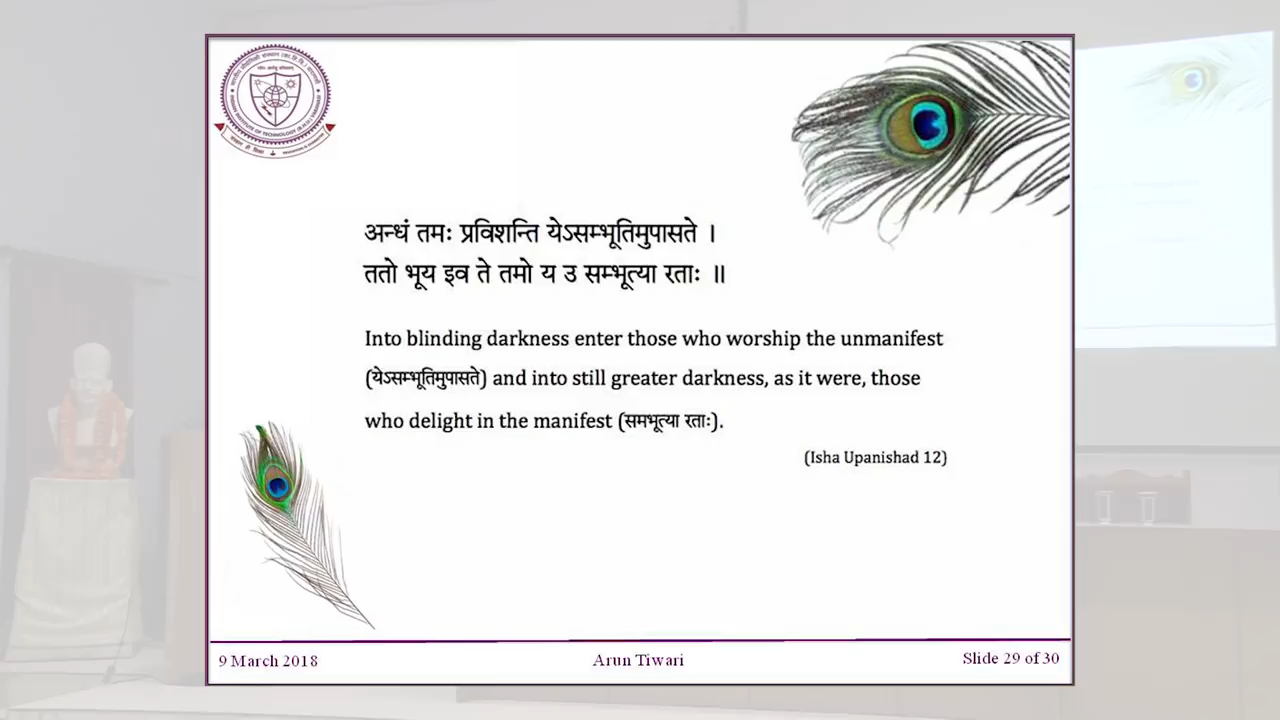 अन्धं तमः प्रविशन्ति येऽसम्भूतिमुपासते ।
ततो भूय इव ते तमो य उ सम्भूत्या रताः ॥
Into blinding darkness enter those who worship the unmanifest
(येऽसम्भूतिमुपासते) and into still greater darkness, as it were, those
who delight in the manifest (समभूत्या रताः).
(Isha Upanishad 12)
9 March 2018
Arun Tiwari
Slide 29 of 30